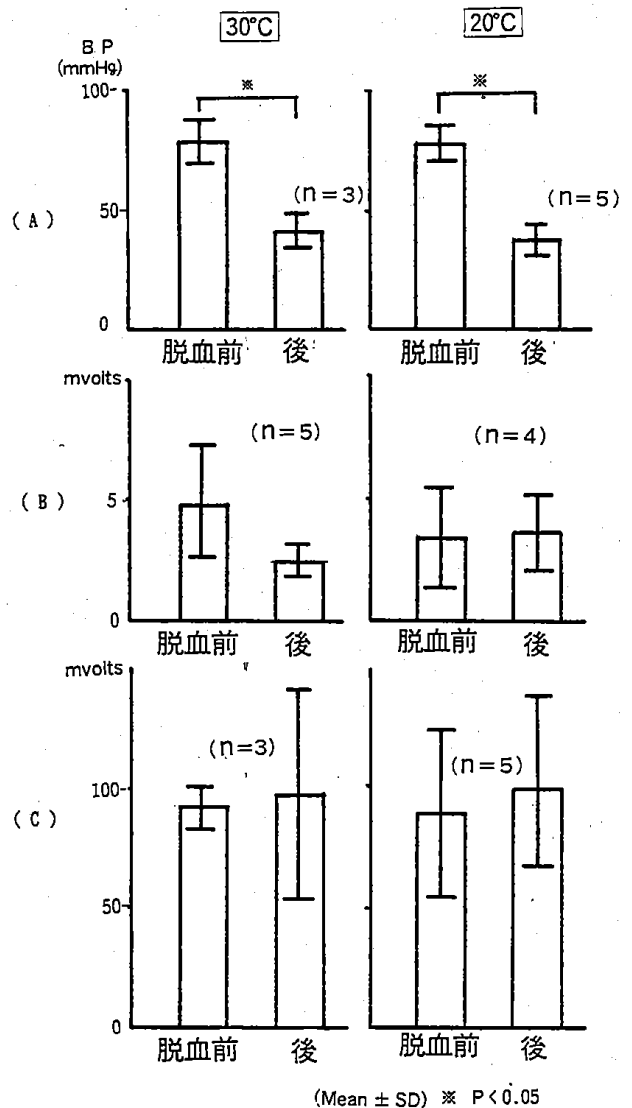 30°C 20°C
B P
(mmHg)
※ ※
100
(n=3) (n=5)
(A) 50
0
脱血前 後 脱血前 後
mvolts
(n=5) (n=4)
(B) 5
0
脱血前 後 脱血前 後
mvolts
(n=3) (n=5)
100
(C)
50
0
脱血前 後 脱血前 後
(Mean ± SD) ※ P<0.05